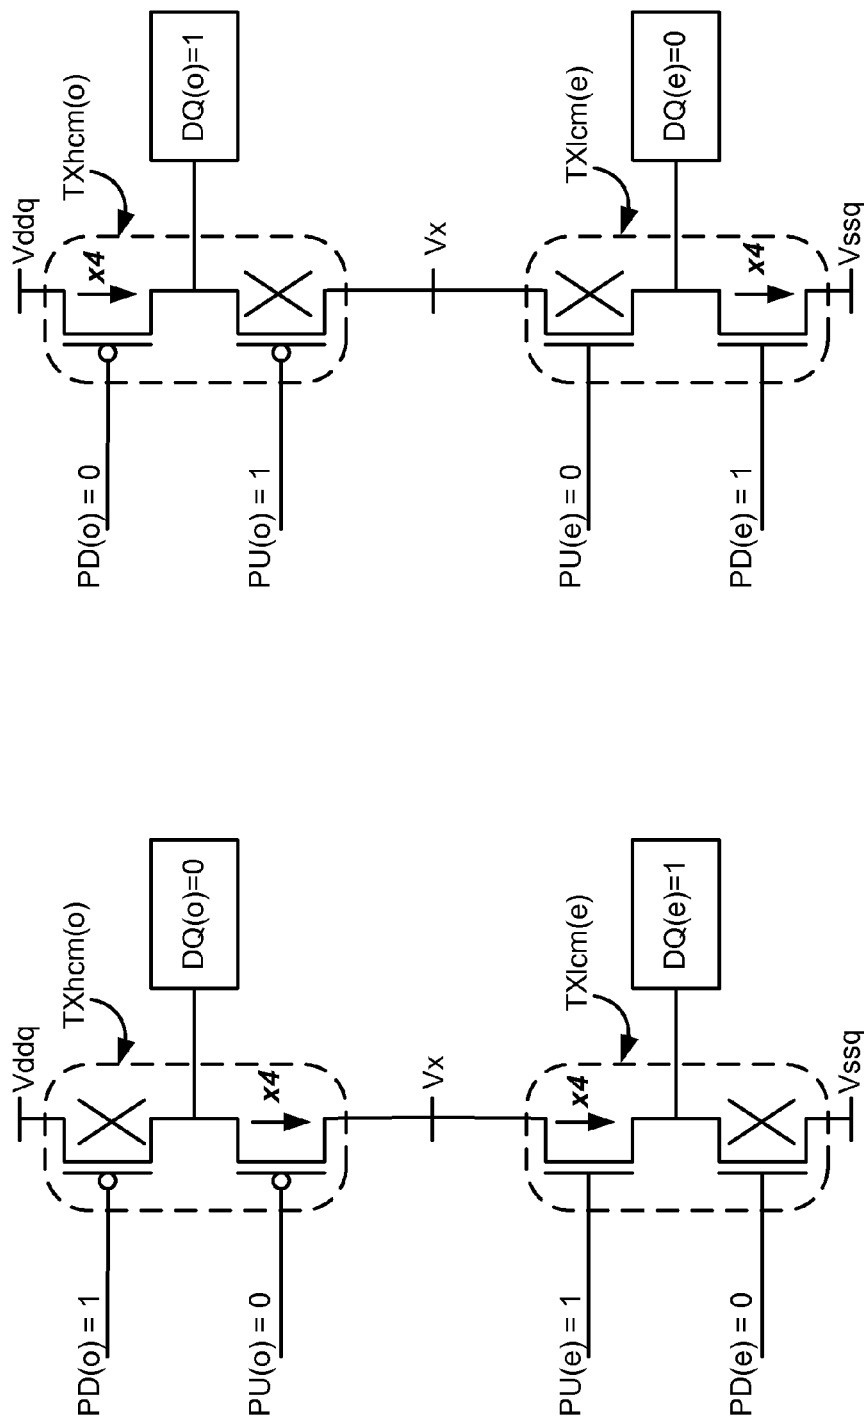 Vddq
TXhcm(o)
PD(o) = 1
DQ(o)=0
PU(o) = 0
x4
Vx
TXlcm(e)
PU(e) = 1
x4
DQ(e)=1
PD(e) = 0
Vssq
Vddq
TXhcm(o)
PD(o) = 0
x4
DQ(o)=1
PU(o) = 1
Vx
TXlcm(e)
PU(e) = 0
DQ(e)=0
PD(e) = 1
x4
Vssq